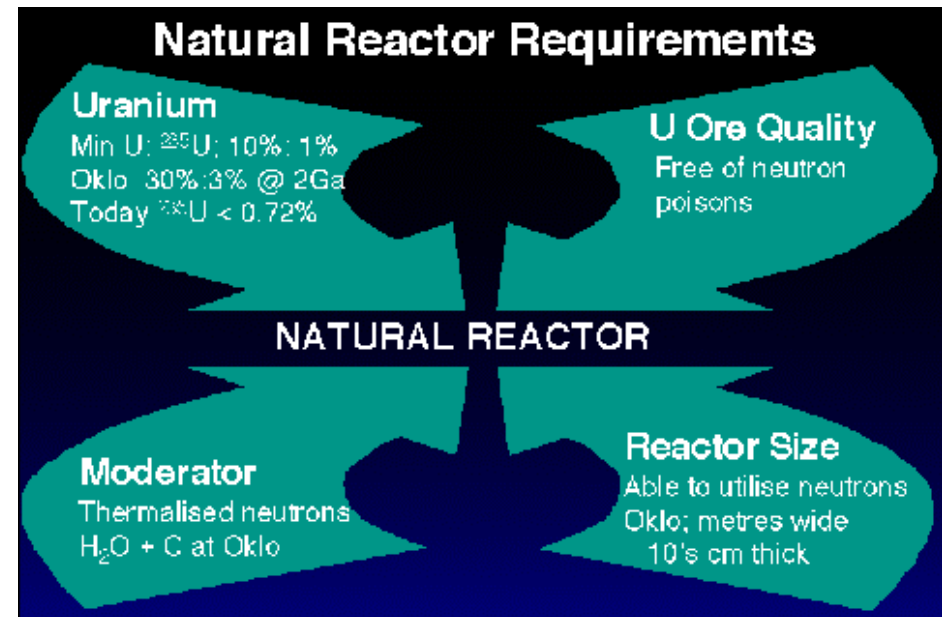 Natural Reactor Requirements
Uranium
Min U: ²³⁵U; 10%: 1%
Oklo 30%:3% @ 2Ga
Today ²³⁵U < 0.72%
U Ore Quality
Free of neutron
poisons
NATURAL REACTOR
Moderator
Thermalised neutrons
H₂O + C at Oklo
Reactor Size
Able to utilise neutrons
Oklo; metres wide
10's cm thick